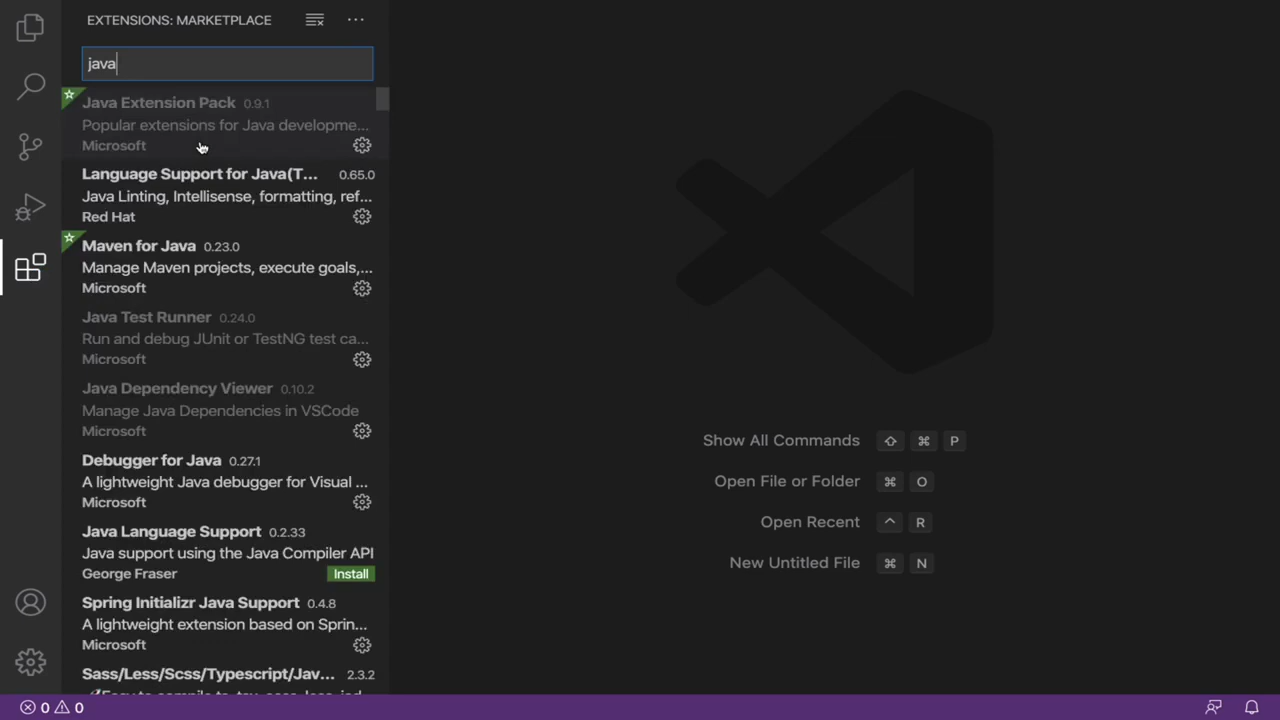 EXTENSIONS: MARKETPLACE
java
Java Extension Pack 0.9.1
Popular extensions for Java developme...
Microsoft
Language Support for Java(T... 0.65.0
Java Linting, Intellisense, formatting, ref...
Red Hat
Maven for Java 0.23.0
Manage Maven projects, execute goals,...
Microsoft
Java Test Runner 0.24.0
Run and debug JUnit or TestNG test ca...
Microsoft
Java Dependency Viewer 0.10.2
Manage Java Dependencies in VSCode
Microsoft
Debugger for Java 0.27.1
A lightweight Java debugger for Visual ...
Microsoft
Java Language Support 0.2.33
Java support using the Java Compiler API
George Fraser Install
Spring Initializr Java Support 0.4.8
A lightweight extension based on Sprin...
Microsoft
Sass/Less/Scss/Typescript/Jav... 2.3.2
Show All Commands ⇧ ⌘ P
Open File or Folder ⌘ O
Open Recent ^ R
New Untitled File ⌘ N
0 0